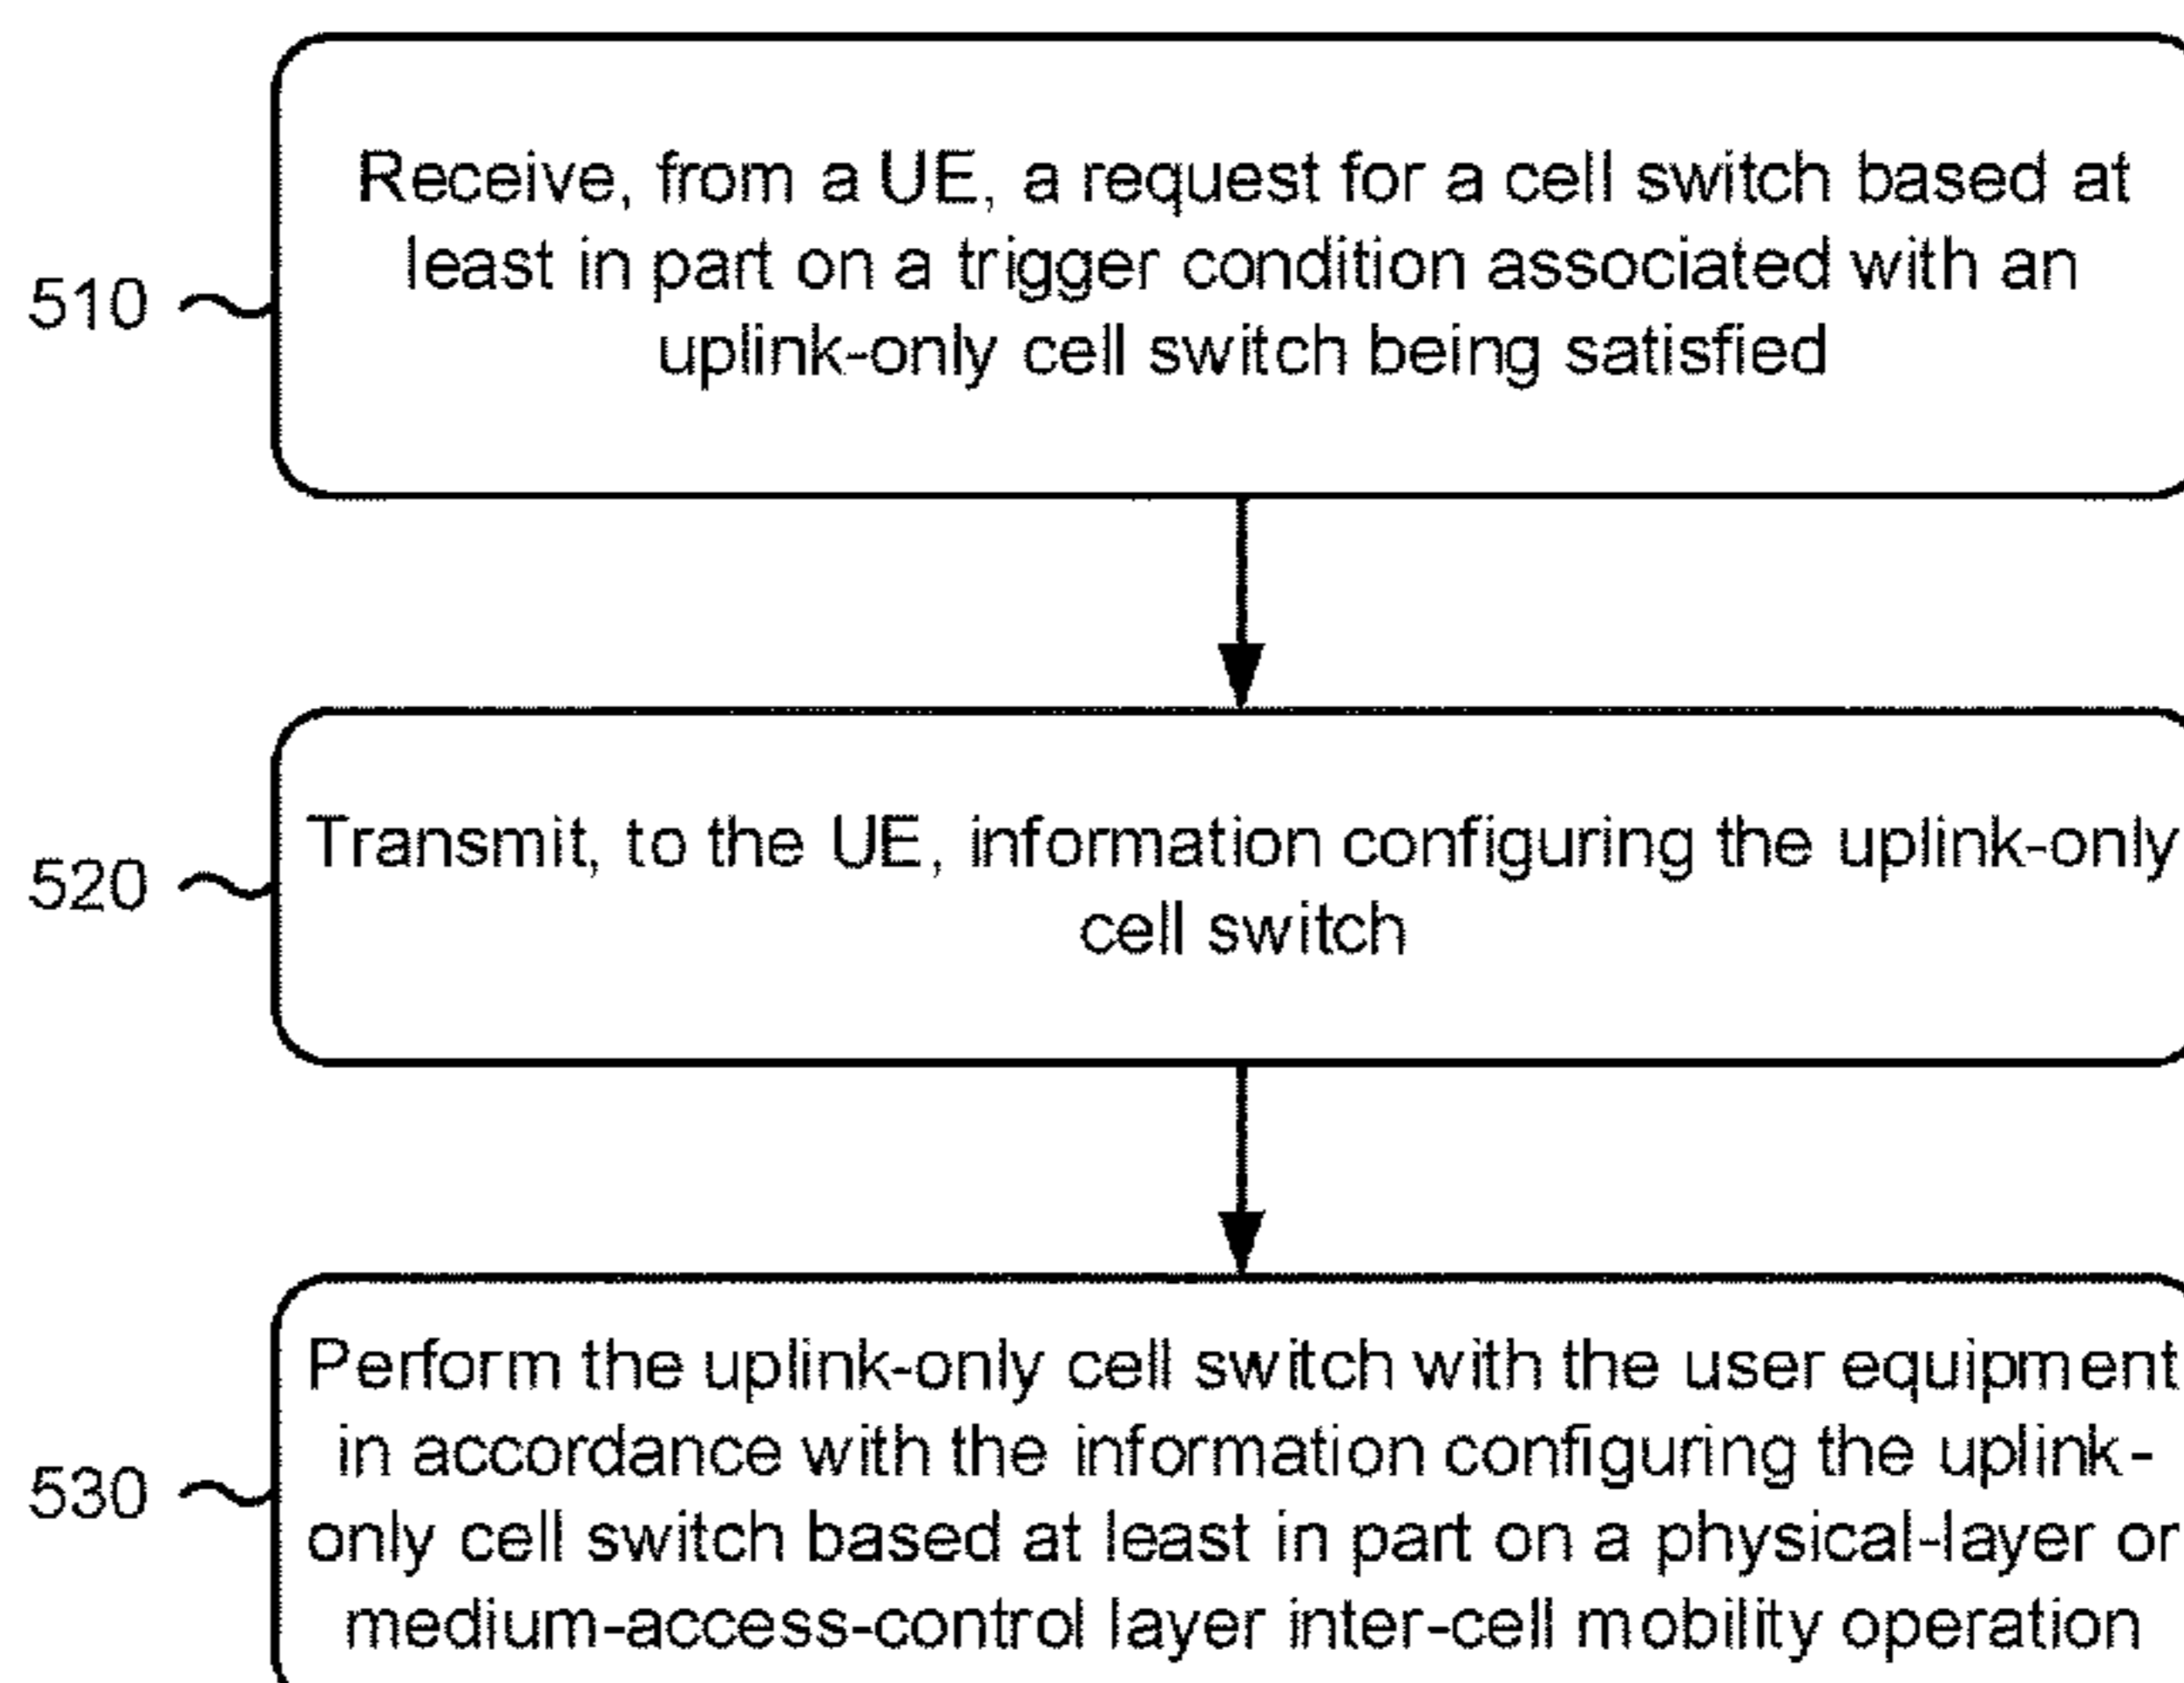 Receive, from a UE, a request for a cell switch based at
least in part on a trigger condition associated with an
uplink-only cell switch being satisfied
510
Transmit, to the UE, information configuring the uplink-only
cell switch
520
Perform the uplink-only cell switch with the user equipment
in accordance with the information configuring the uplink-
only cell switch based at least in part on a physical-layer or
medium-access-control layer inter-cell mobility operation
530